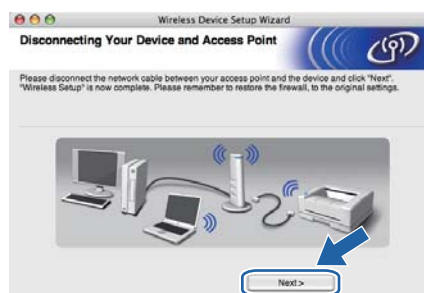 Wireless Device Setup Wizard
Disconnecting Your Device and Access Point
Please disconnect the network cable between your access point and the device and click "Next".
"Wireless Setup" is now complete. Please remember to restore the firewall, to the original settings.
Next >